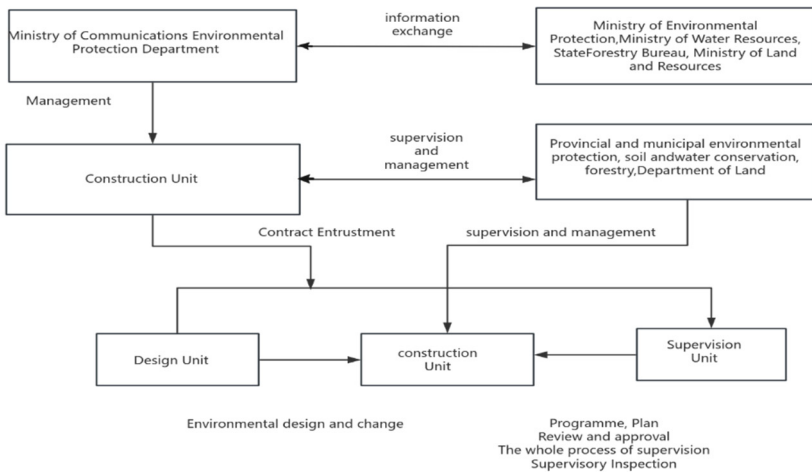 Ministry of Communications Environmental
Protection Department
information
exchange
Ministry of Environmental
Protection,Ministry of Water Resources,
StateForestry Bureau, Ministry of Land
and Resources
Management
Construction Unit
supervision
and
management
Provincial and municipal environmental
protection, soil andwater conservation,
forestry,Department of Land
Contract Entrustment
supervision and management
Design Unit
construction
Unit
Supervision
Unit
Environmental design and change
Programme, Plan
Review and approval
The whole process of supervision
Supervisory Inspection